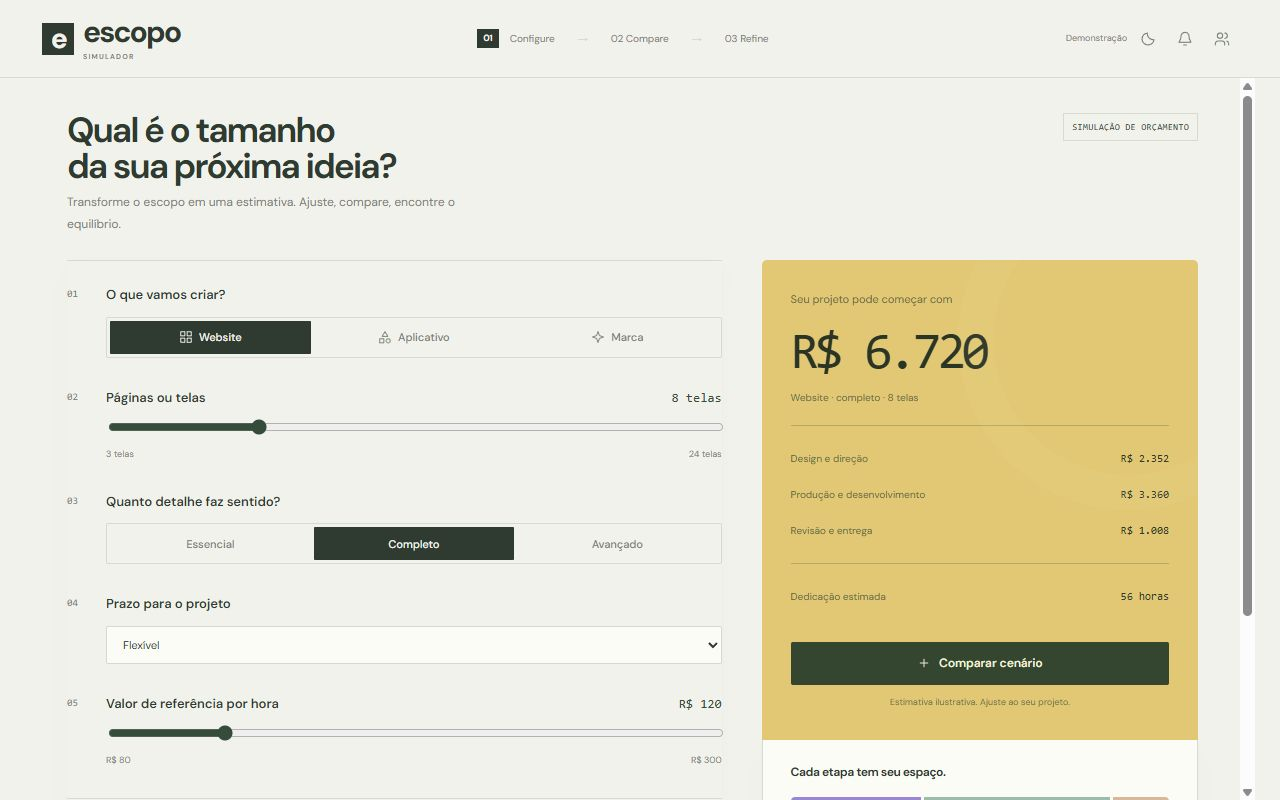 e escopo
SIMULADOR
01 Configure → 02 Compare → 03 Refine
Demonstração
Qual é o tamanho
da sua próxima ideia?
SIMULAÇÃO DE ORÇAMENTO
Transforme o escopo em uma estimativa. Ajuste, compare, encontre o
equilíbrio.
01 O que vamos criar?
Website Aplicativo Marca
02 Páginas ou telas 8 telas
3 telas 24 telas
03 Quanto detalhe faz sentido?
Essencial Completo Avançado
04 Prazo para o projeto
Flexível
05 Valor de referência por hora R$ 120
R$ 80 R$ 300
Seu projeto pode começar com
R$ 6.720
Website · completo · 8 telas
Design e direção R$ 2.352
Produção e desenvolvimento R$ 3.360
Revisão e entrega R$ 1.008
Dedicação estimada 56 horas
+ Comparar cenário
Estimativa ilustrativa. Ajuste ao seu projeto.
Cada etapa tem seu espaço.